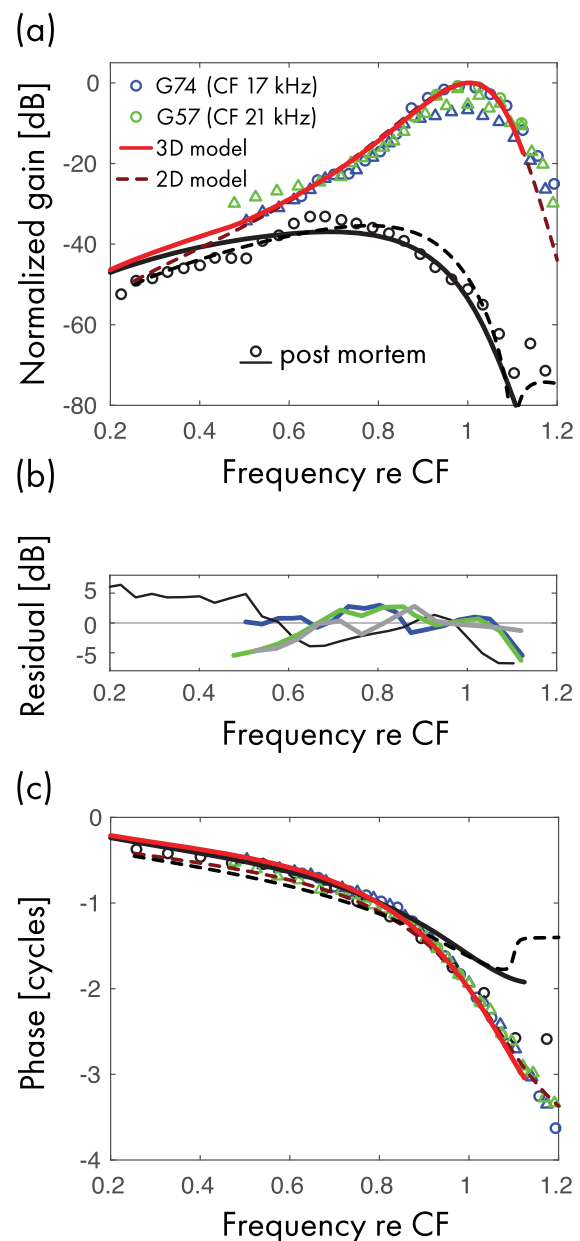 (a)
Normalized gain [dB]
0
-20
-40
-60
-80
G74 (CF 17 kHz)
G57 (CF 21 kHz)
3D model
2D model
post mortem
0.2 0.4 0.6 0.8 1 1.2
Frequency re CF
(b)
Residual [dB]
5
0
-5
0.2 0.4 0.6 0.8 1 1.2
Frequency re CF
(c)
Phase [cycles]
0
-1
-2
-3
-4
0.2 0.4 0.6 0.8 1 1.2
Frequency re CF